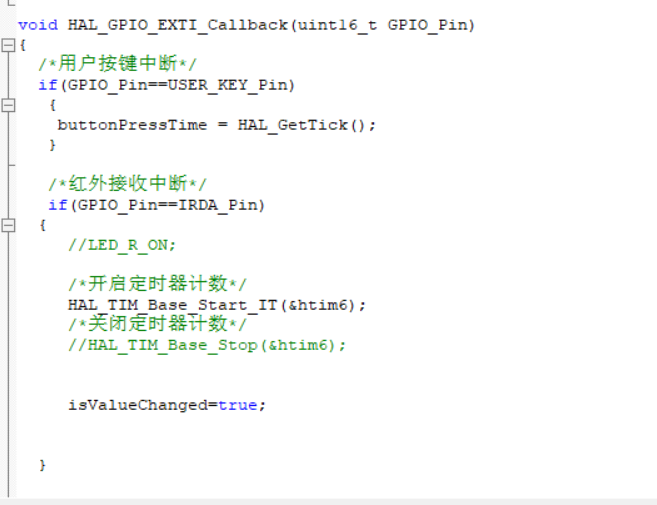 void HAL_GPIO_EXTI_Callback(uint16_t GPIO_Pin)
{
/*用户按键中断*/
if(GPIO_Pin==USER_KEY_Pin)
{
buttonPressTime = HAL_GetTick();
}
/*红外接收中断*/
if(GPIO_Pin==IRDA_Pin)
{
//LED_R_ON;
/*开启定时器计数*/
HAL_TIM_Base_Start_IT(&htim6);
/*关闭定时器计数*/
//HAL_TIM_Base_Stop(&htim6);
isValueChanged=true;
}